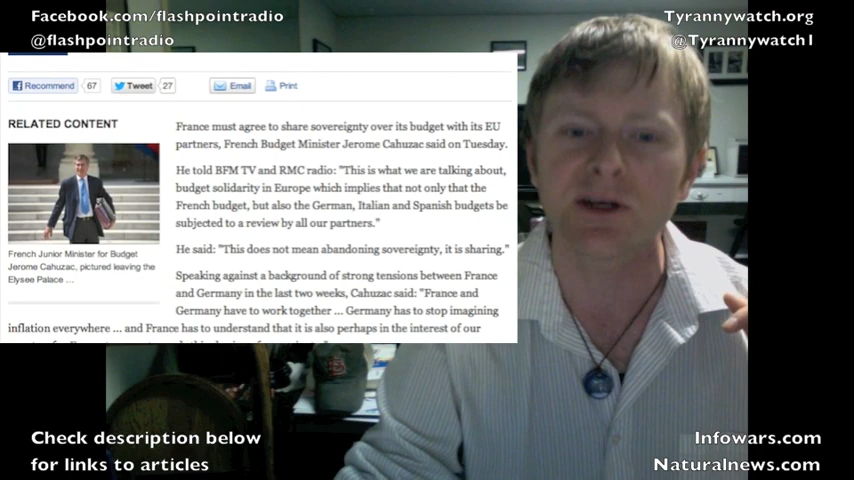 Facebook.com/flashpointradio
@flashpointradio
Tyrannywatch.org
@Tyrannywatch1
Recommend 67 Tweet 27 Email Print
RELATED CONTENT
French Junior Minister for Budget
Jerome Cahuzac, pictured leaving the
Elysee Palace ...
France must agree to share sovereignty over its budget with its EU
partners, French Budget Minister Jerome Cahuzac said on Tuesday.
He told BFM TV and RMC radio: "This is what we are talking about,
budget solidarity in Europe which implies that not only that the
French budget, but also the German, Italian and Spanish budgets be
subjected to a review by all our partners."
He said: "This does not mean abandoning sovereignty, it is sharing."
Speaking against a background of strong tensions between France
and Germany in the last two weeks, Cahuzac said: "France and
Germany have to work together ... Germany has to stop imagining
inflation everywhere ... and France has to understand that it is also perhaps in the interest of our
Check description below
for links to articles
Infowars.com
Naturalnews.com